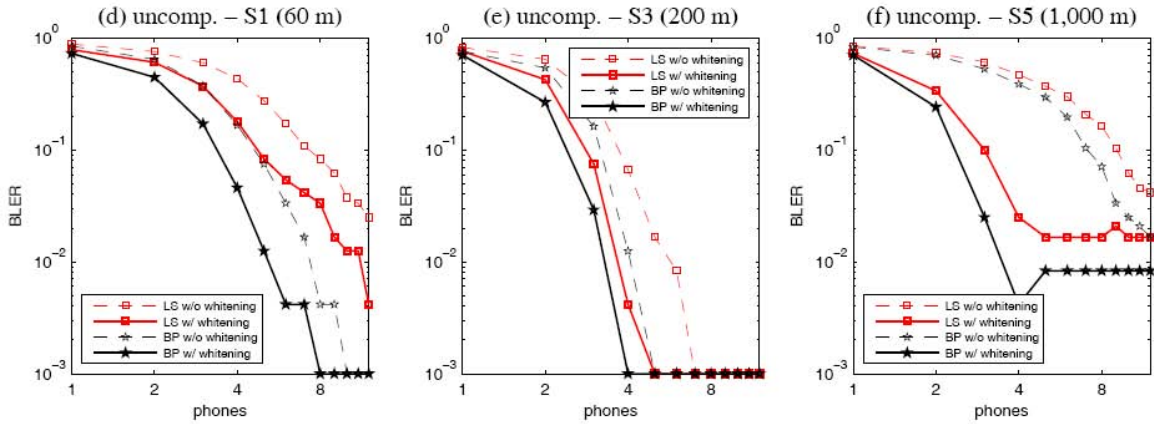 (d) uncomp. – S1 (60 m)
10^0
10^-1
10^-2
10^-3
BLER
LS w/o whitening
LS w/ whitening
BP w/o whitening
BP w/ whitening
1 2 4 8
phones
(e) uncomp. – S3 (200 m)
10^0
10^-1
10^-2
10^-3
BLER
LS w/o whitening
LS w/ whitening
BP w/o whitening
BP w/ whitening
1 2 4 8
phones
(f) uncomp. – S5 (1,000 m)
10^0
10^-1
10^-2
10^-3
BLER
LS w/o whitening
LS w/ whitening
BP w/o whitening
BP w/ whitening
1 2 4 8
phones